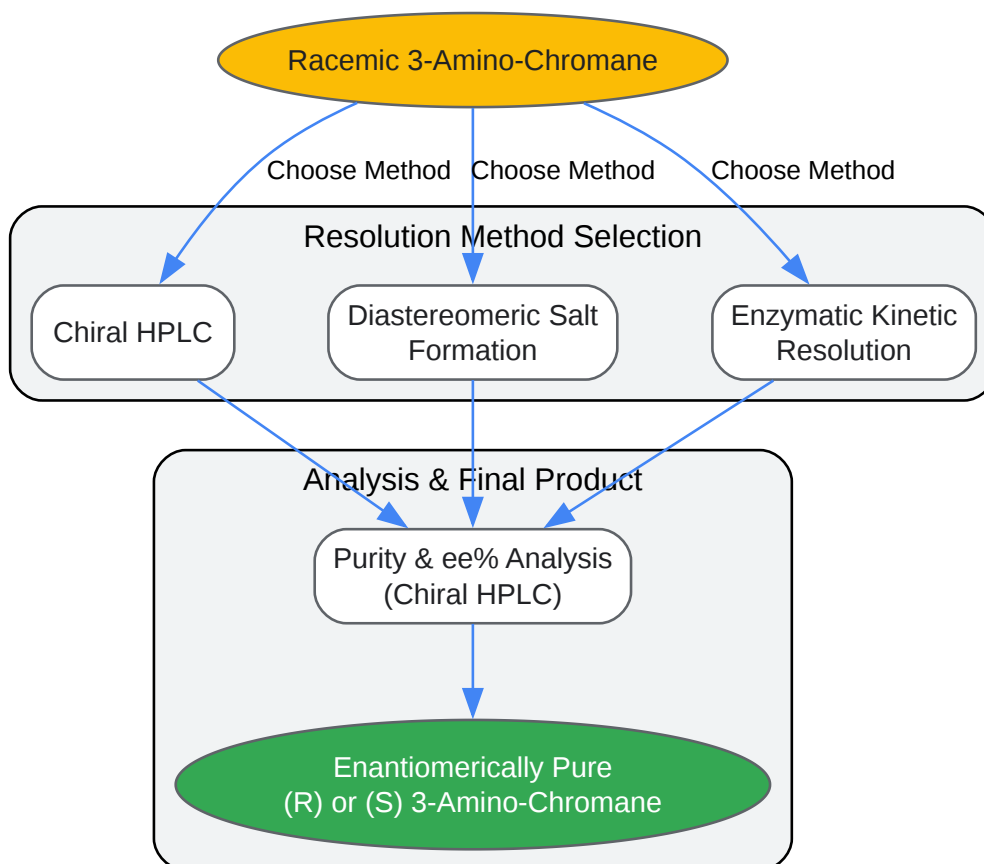 Racemic 3-Amino-Chromane
Choose Method
Choose Method
Choose Method
Resolution Method Selection
Chiral HPLC
Diastereomeric Salt
Formation
Enzymatic Kinetic
Resolution
Analysis & Final Product
Purity & ee% Analysis
(Chiral HPLC)
Enantiomerically Pure
(R) or (S) 3-Amino-Chromane